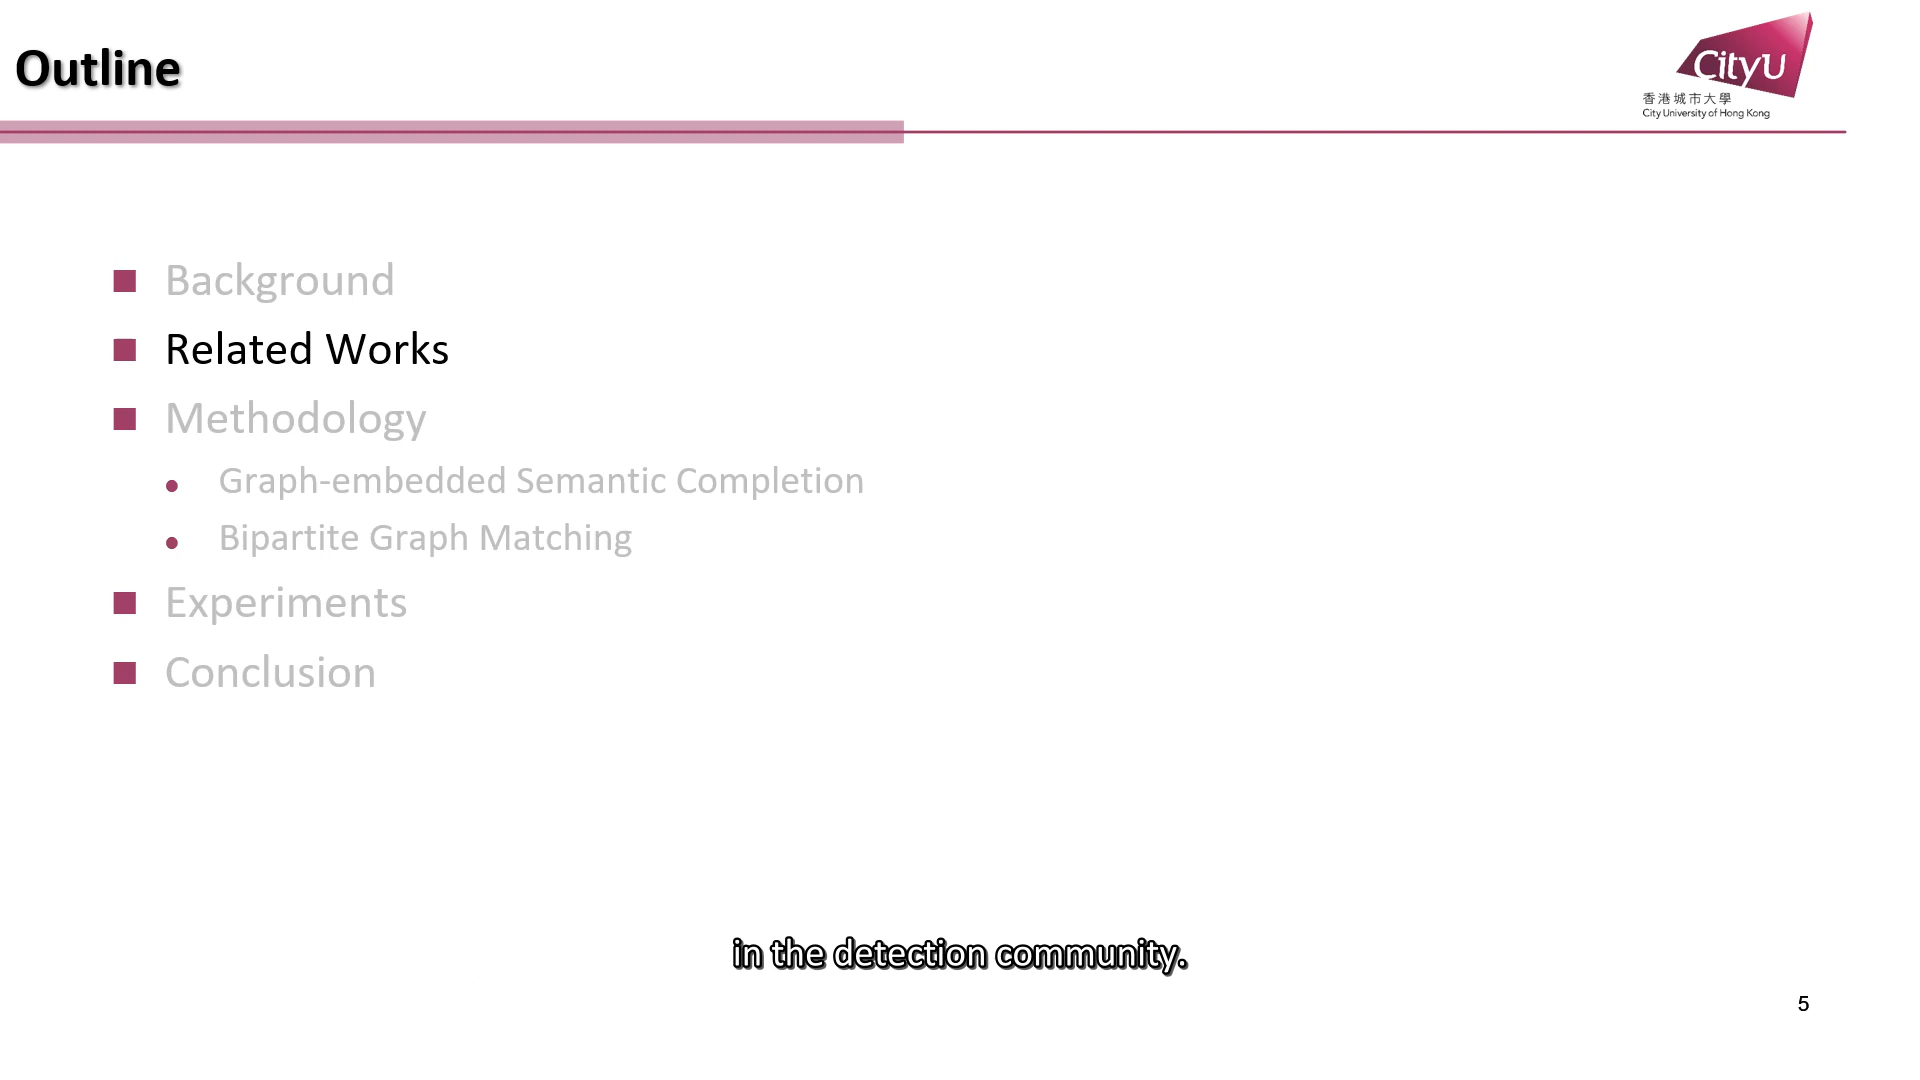 Outline
CityU
香港城市大學
City University of Hong Kong
Background
Related Works
Methodology
Graph-embedded Semantic Completion
Bipartite Graph Matching
Experiments
Conclusion
in the detection community.
5